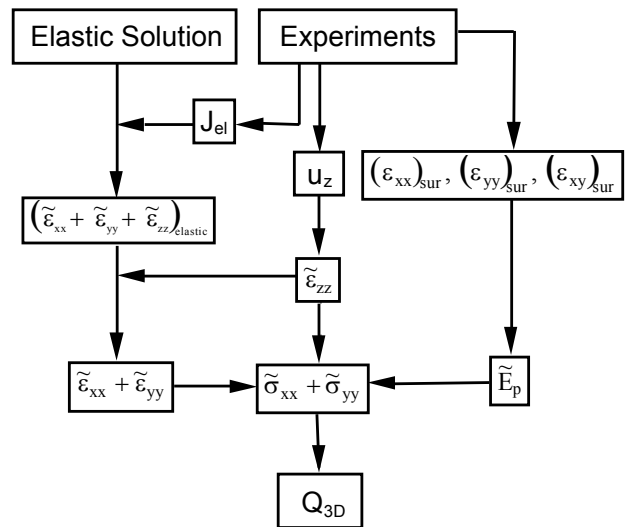 Elastic Solution
Experiments
J_el
u_z
(ε_xx)_sur, (ε_yy)_sur, (ε_xy)_sur
(ε̃_xx + ε̃_yy + ε̃_zz)_elastic
ε̃_zz
ε̃_xx + ε̃_yy
σ̃_xx + σ̃_yy
Ẽ_p
Q_3D